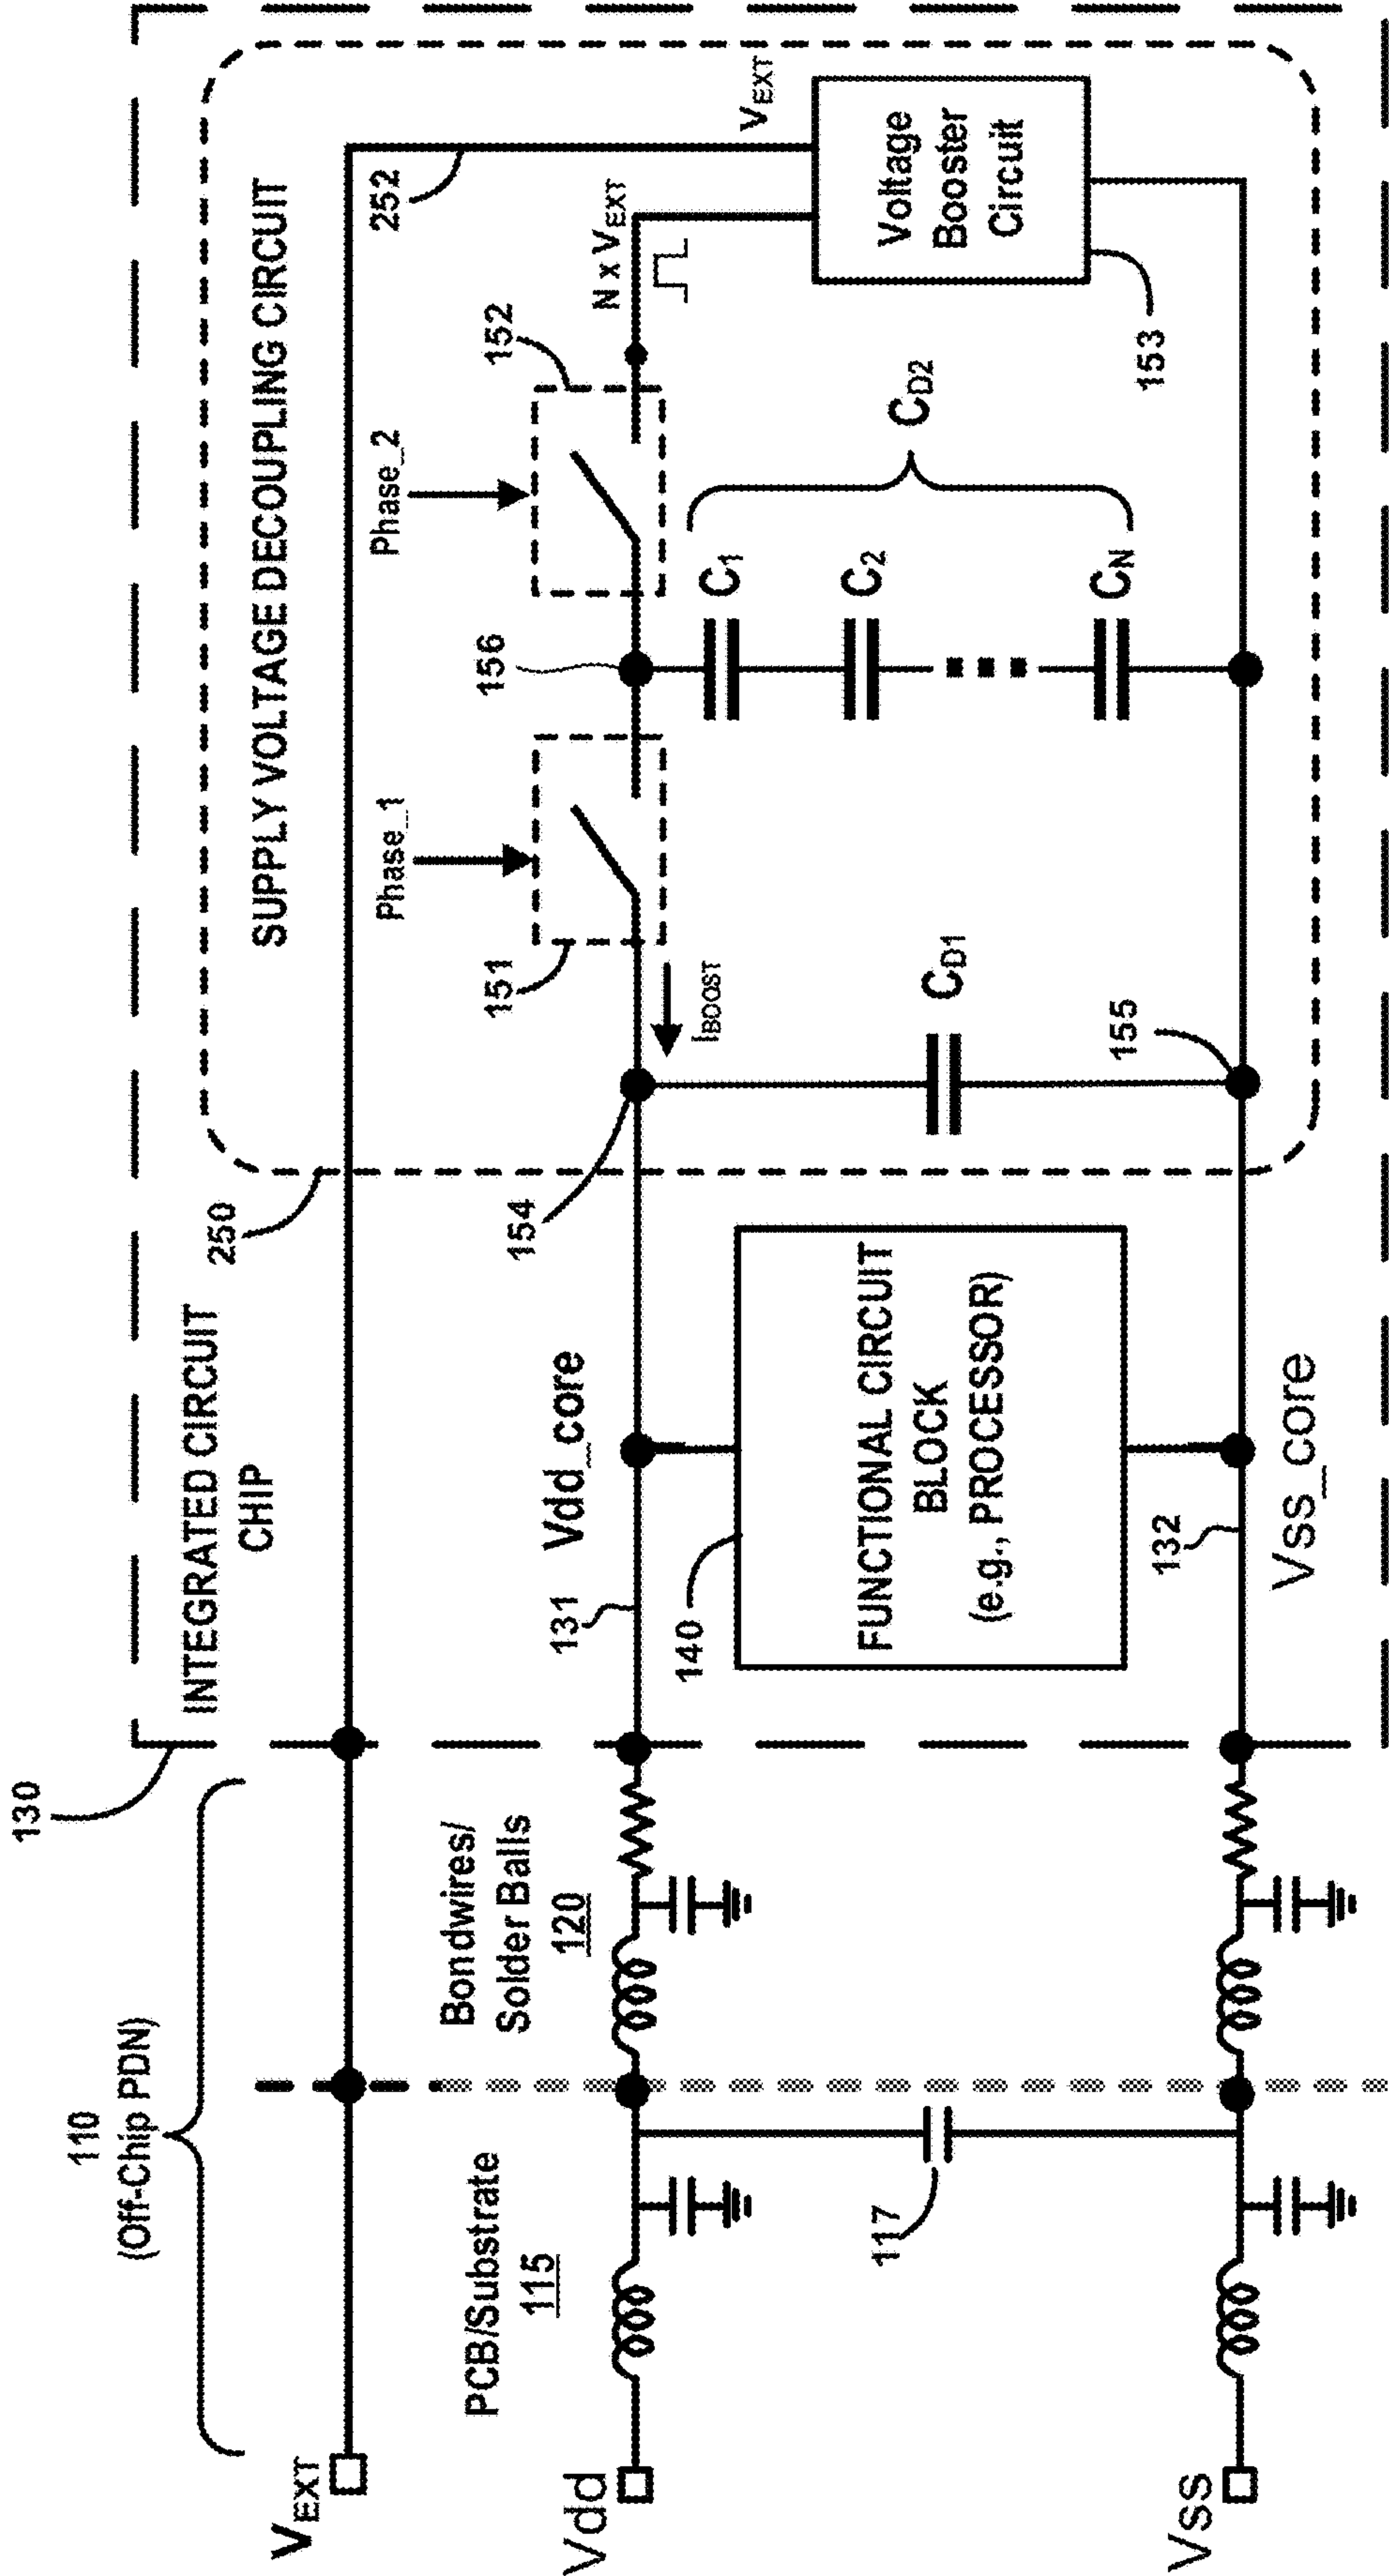 110
(Off-Chip PDN)
130
INTEGRATED CIRCUIT
CHIP
250
SUPPLY VOLTAGE DECOUPLING CIRCUIT
VEXT
252
VEXT
PCB/Substrate
115
Bondwires/
Solder Balls
120
Phase_1
Phase_2
151
156
152
N x VEXT
Vdd
131
Vdd_core
154
IBOOST
C1
C2
CN
CD2
CD1
Voltage
Booster
Circuit
153
117
140
FUNCTIONAL CIRCUIT
BLOCK
(e.g., PROCESSOR)
155
132
Vss
Vss_core